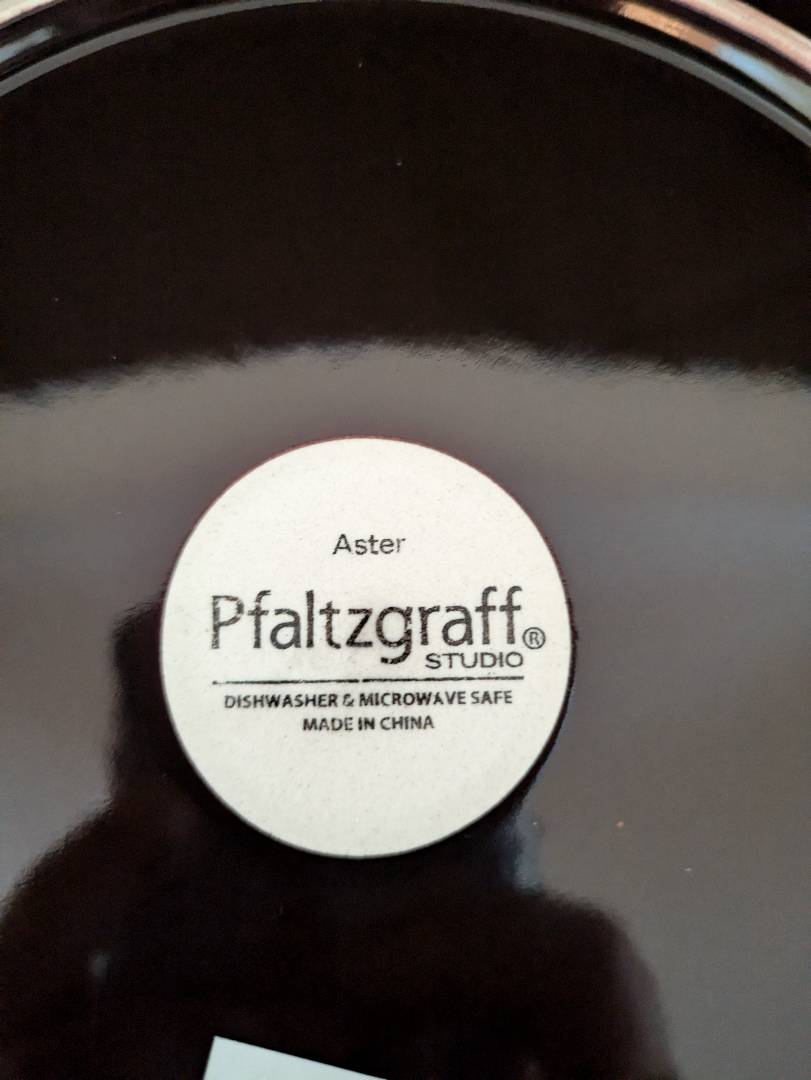 Aster
Pfaltzgraff®
STUDIO
DISHWASHER & MICROWAVE SAFE
MADE IN CHINA